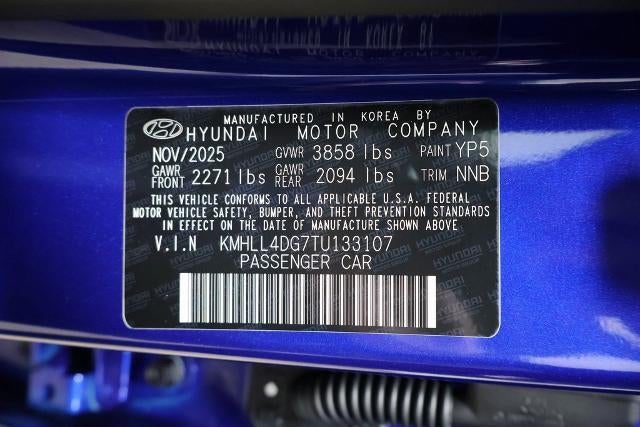 MANUFACTURED IN KOREA BY
HYUNDAI MOTOR COMPANY
NOV/2025 GVWR 3858 lbs PAINT YP5
GAWR FRONT 2271 lbs GAWR REAR 2094 lbs TRIM NNB
THIS VEHICLE CONFORMS TO ALL APPLICABLE U.S.A. FEDERAL
MOTOR VEHICLE SAFETY, BUMPER, AND THEFT PREVENTION STANDARDS
IN EFFECT ON THE DATE OF MANUFACTURE SHOWN ABOVE
V.I.N KMHLL4DG7TU133107
PASSENGER CAR